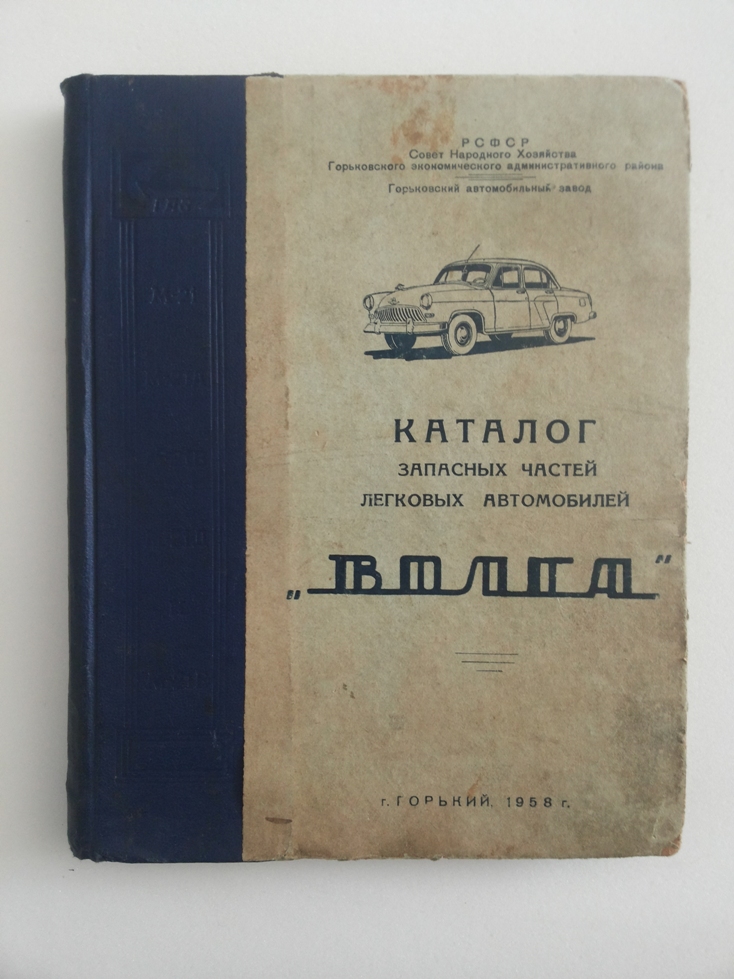 РСФСР
Совет Народного Хозяйства
Горьковского экономического административного района
Горьковский автомобильный завод
КАТАЛОГ
ЗАПАСНЫХ ЧАСТЕЙ
ЛЕГКОВЫХ АВТОМОБИЛЕЙ
„ВОЛГА"
г. ГОРЬКИЙ, 1958 г.